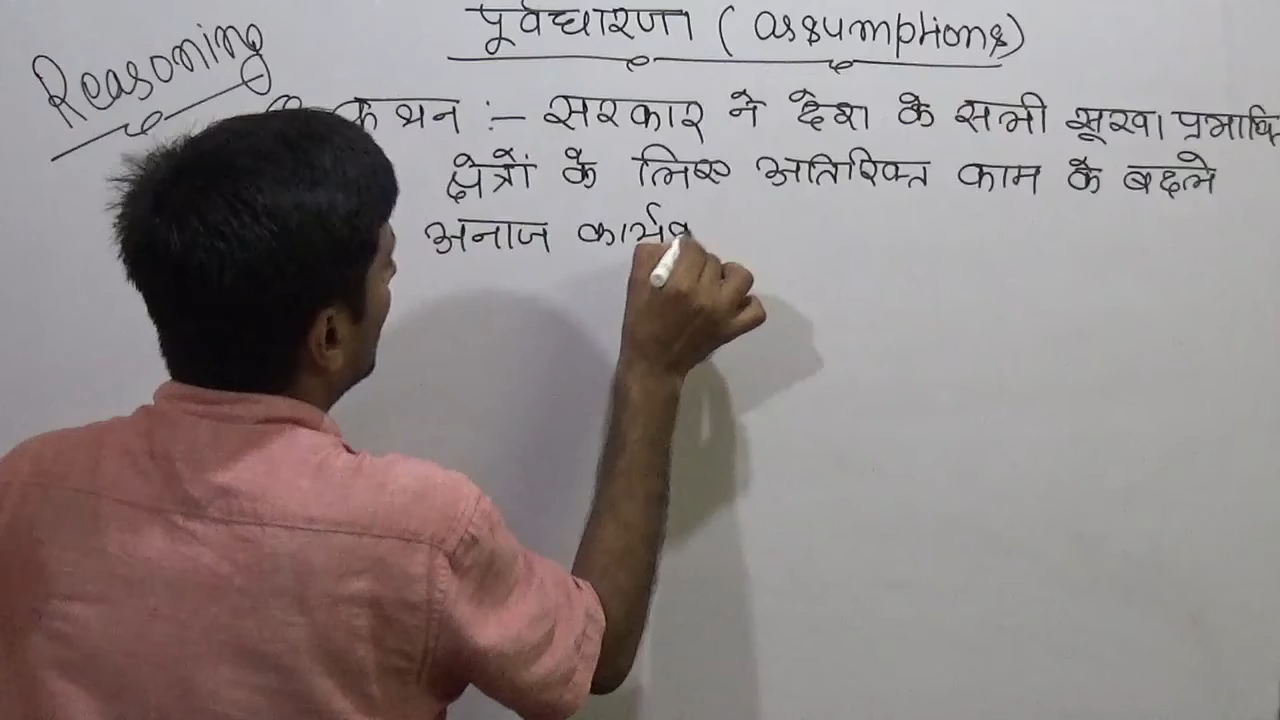 Reasoning
पूर्वधारणा (assumptions)
कथन :- सरकार ने देश के सभी सूखा प्रभावि
क्षेत्रों के लिए अतिरिक्त काम के बदले
अनाज